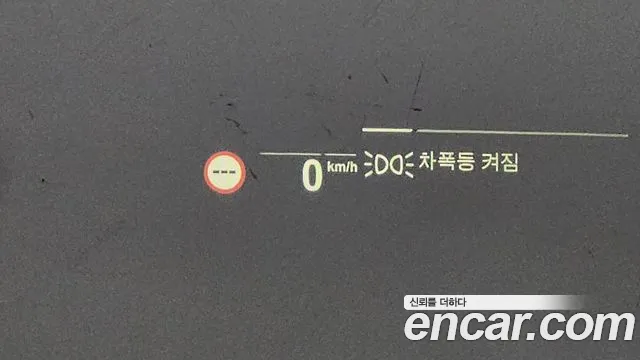 ---
0 km/h 차폭등 켜짐
신뢰를 더하다
encar.com